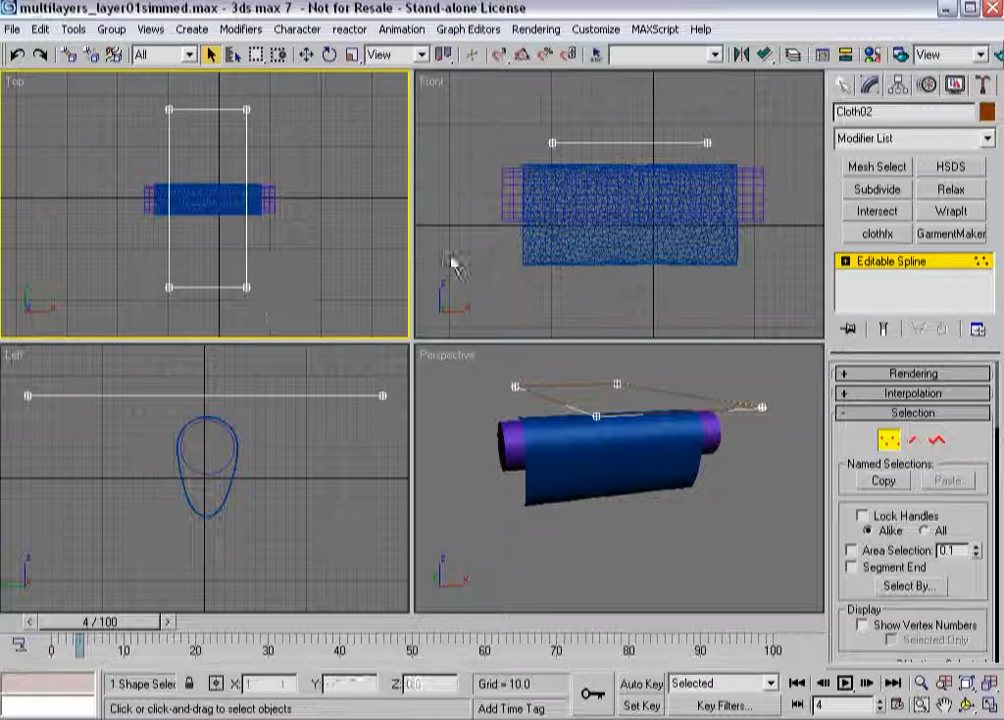 multilayers_layer01simmed.max - 3ds max 7 - Not for Resale - Stand-alone License
File Edit Tools Group Views Create Modifiers Character reactor Animation Graph Editors Rendering Customize MAXScript Help
All View View
Top Front
Left Perspective
Cloth02
Modifier List
Mesh Select HSDS
Subdivide Relax
Intersect WrapIt
clothfx GarmentMaker
Editable Spline
+ Rendering
+ Interpolation
- Selection
Named Selections:
Copy Paste
Lock Handles
Alike All
Area Selection: 0.1
Segment End
Select By...
Display
Show Vertex Numbers
Selected Only
< 4 / 100 >
0 10 20 30 40 50 60 70 80 90 100
1 Shape Selec X: Y: Z: Grid = 10.0 Auto Key Selected
Click or click-and-drag to select objects Add Time Tag Set Key Key Filters... 4